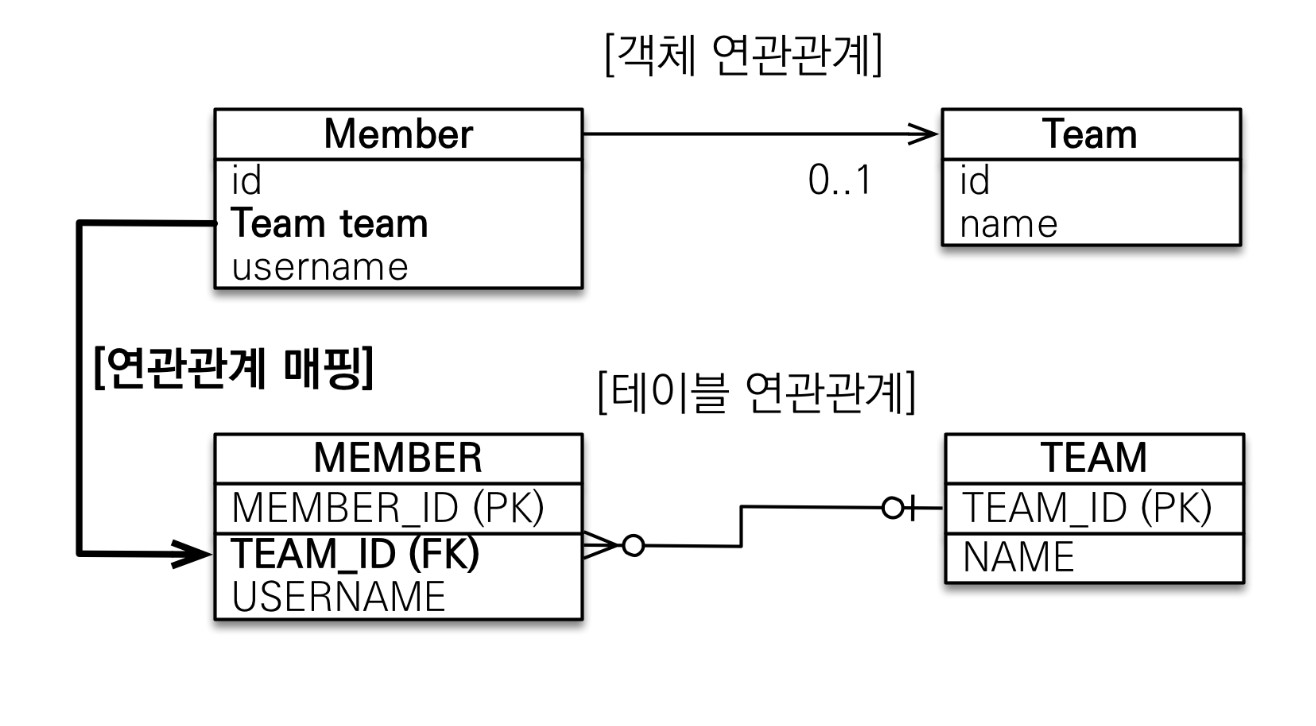 [객체 연관관계]
Member
id
Team team
username
0..1
Team
id
name
[연관관계 매핑]
[테이블 연관관계]
MEMBER
MEMBER_ID (PK)
TEAM_ID (FK)
USERNAME
TEAM
TEAM_ID (PK)
NAME